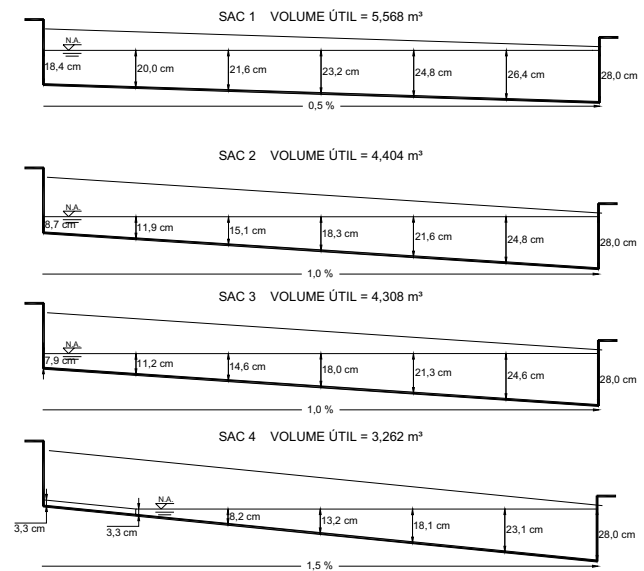 SAC 1 VOLUME ÚTIL = 5,568 m³
N.A.
18,4 cm 20,0 cm 21,6 cm 23,2 cm 24,8 cm 26,4 cm 28,0 cm
0,5 %
SAC 2 VOLUME ÚTIL = 4,404 m³
N.A.
8,7 cm 11,9 cm 15,1 cm 18,3 cm 21,6 cm 24,8 cm 28,0 cm
1,0 %
SAC 3 VOLUME ÚTIL = 4,308 m³
N.A.
7,9 cm 11,2 cm 14,6 cm 18,0 cm 21,3 cm 24,6 cm 28,0 cm
1,0 %
SAC 4 VOLUME ÚTIL = 3,262 m³
N.A.
3,3 cm 3,3 cm 8,2 cm 13,2 cm 18,1 cm 23,1 cm 28,0 cm
1,5 %